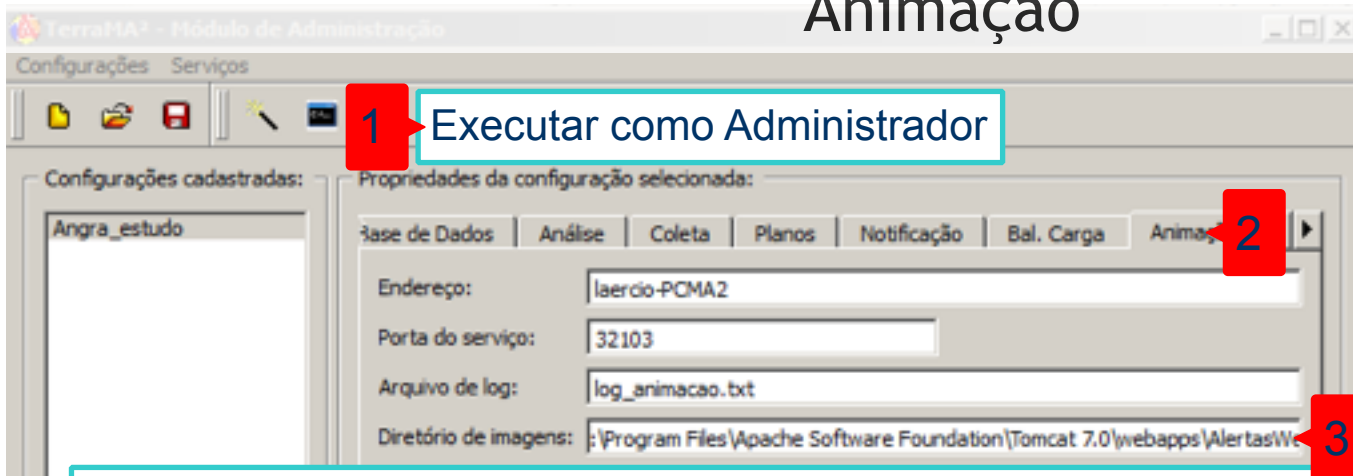 Animação
TerraMA² - Módulo de Administração
Configurações Serviços
1 Executar como Administrador
Configurações cadastradas:
Propriedades da configuração selecionada:
Angra_estudo
Base de Dados Análise Coleta Planos Notificação Bal. Carga Animaç 2
Endereço: laercio-PCMA2
Porta do serviço: 32103
Arquivo de log: log_animacao.txt
Diretório de imagens: :\Program Files\Apache Software Foundation\Tomcat 7.0\webapps\AlertasWe 3